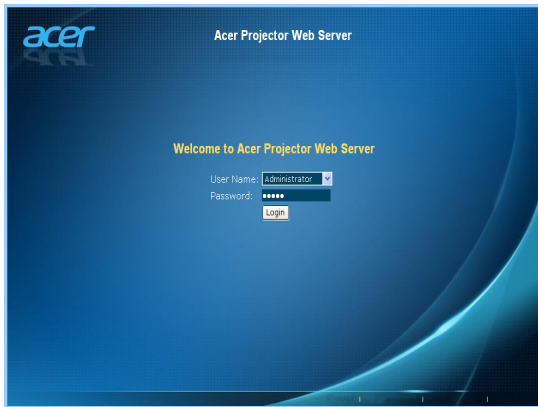 acer
Acer Projector Web Server
Welcome to Acer Projector Web Server
User Name: Administrator
Password: •••••
Login